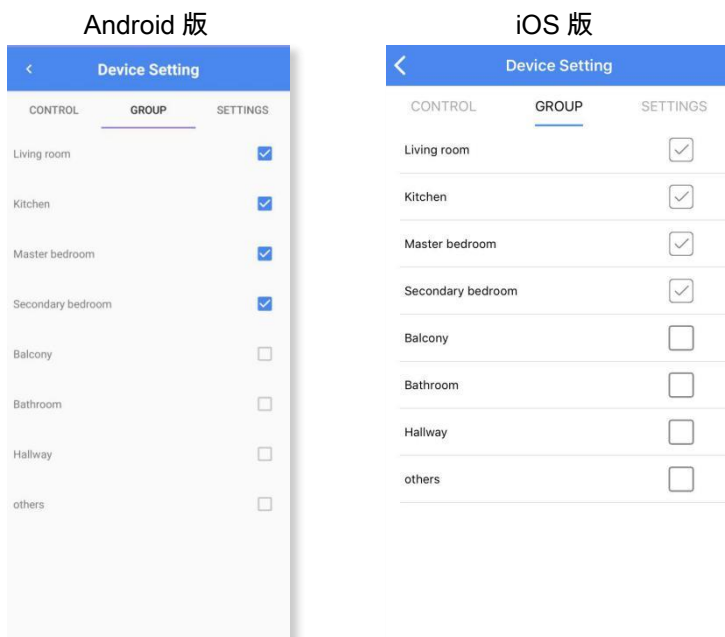 Android 版
Device Setting
CONTROL GROUP SETTINGS
Living room
Kitchen
Master bedroom
Secondary bedroom
Balcony
Bathroom
Hallway
others
iOS 版
Device Setting
CONTROL GROUP SETTINGS
Living room
Kitchen
Master bedroom
Secondary bedroom
Balcony
Bathroom
Hallway
others